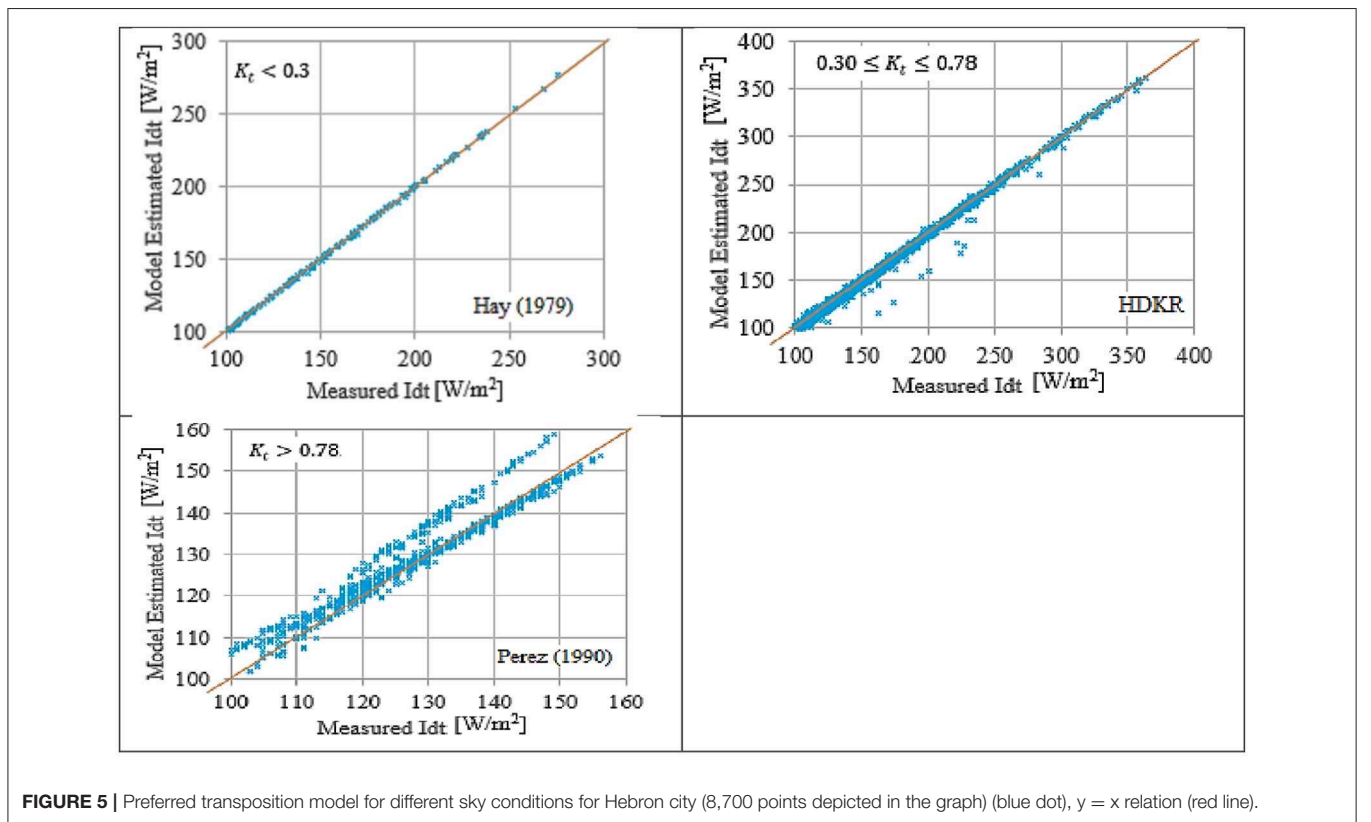 300
250
200
150
100
Model Estimated Idt [W/m²]
K_t < 0.3
Hay (1979)
100 150 200 250 300
Measured Idt [W/m²]
400
350
300
250
200
150
100
Model Estimated Idt [W/m²]
0.30 ≤ K_t ≤ 0.78
HDKR
100 150 200 250 300 350 400
Measured Idt [W/m²]
160
150
140
130
120
110
100
Model Estimated Idt [W/m²]
K_t > 0.78
Perez (1990)
100 110 120 130 140 150 160
Measured Idt [W/m²]
FIGURE 5 | Preferred transposition model for different sky conditions for Hebron city (8,700 points depicted in the graph) (blue dot), y = x relation (red line).